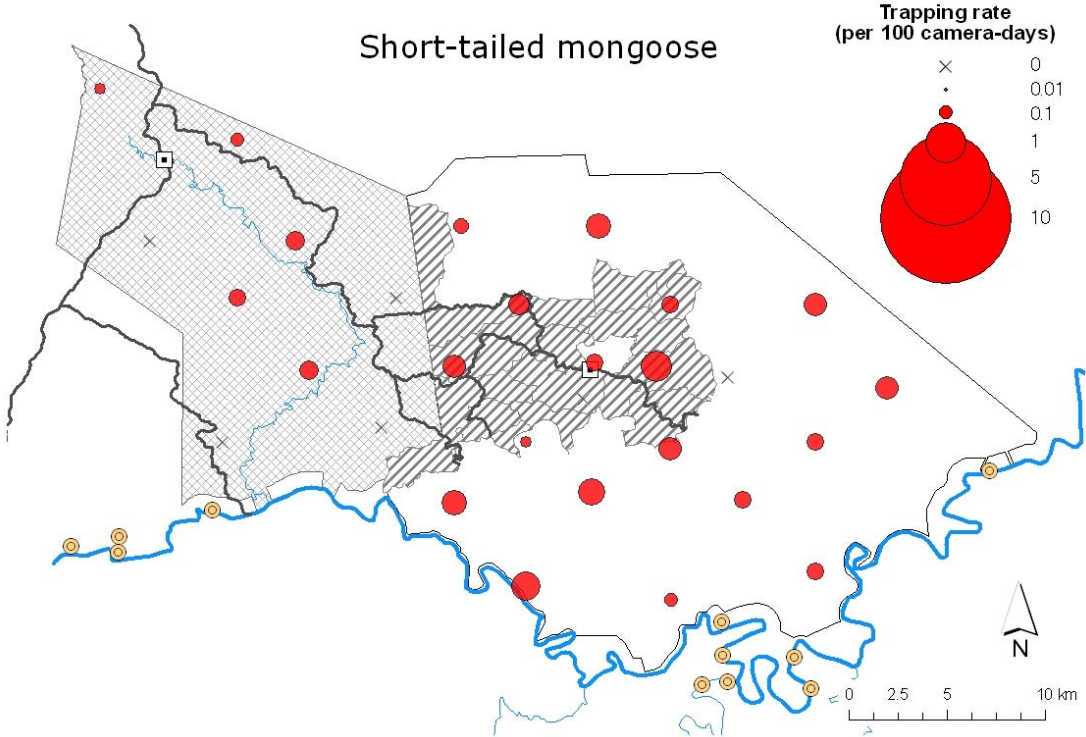 Short-tailed mongoose
Trapping rate
(per 100 camera-days)
0
0.01
0.1
1
5
10
N
0 2.5 5 10 km